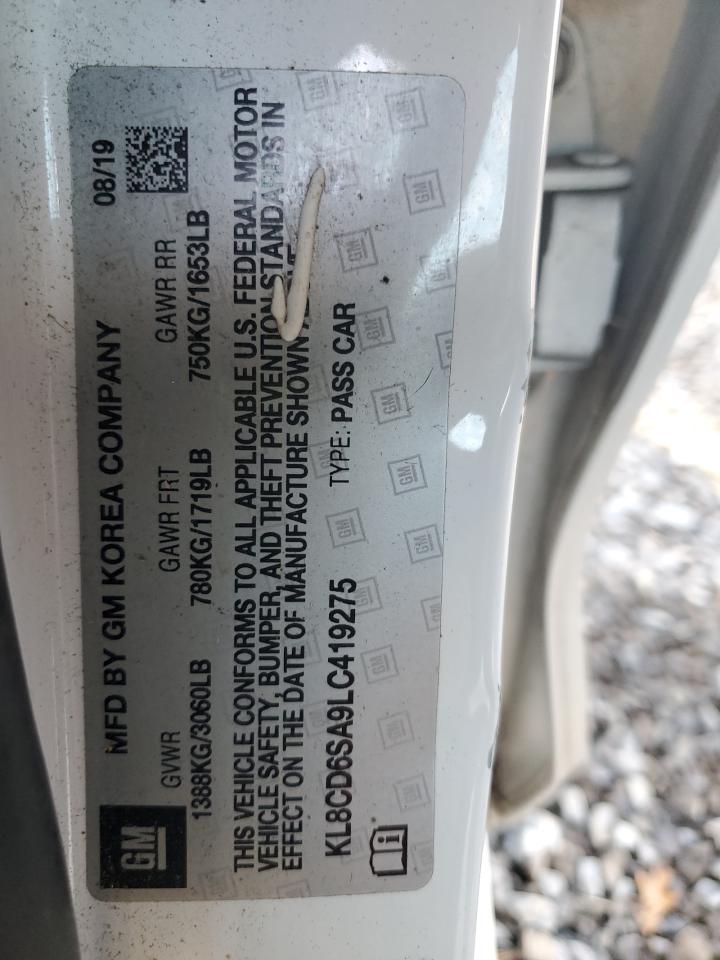 GM
MFD BY GM KOREA COMPANY 08/19
GVWR GAWR FRT GAWR RR
1388KG/3060LB 780KG/1719LB 750KG/1653LB
THIS VEHICLE CONFORMS TO ALL APPLICABLE U.S. FEDERAL MOTOR
VEHICLE SAFETY, BUMPER, AND THEFT PREVENTION STANDARDS IN
EFFECT ON THE DATE OF MANUFACTURE SHOWN
KL8CD6SA9LC419275 TYPE: PASS CAR